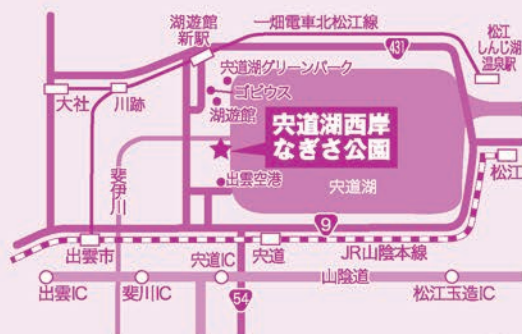 湖遊館
新駅
一畑電車北松江線
431
松江
しんじ湖
温泉駅
宍道湖グリーンパーク
ゴビウス
湖遊館
大社
川跡
宍道湖西岸
なぎさ公園
斐伊川
出雲空港
宍道湖
松江
9
出雲市
宍道
JR山陰本線
宍道IC
山陰道
出雲IC
斐川IC
54
松江玉造IC